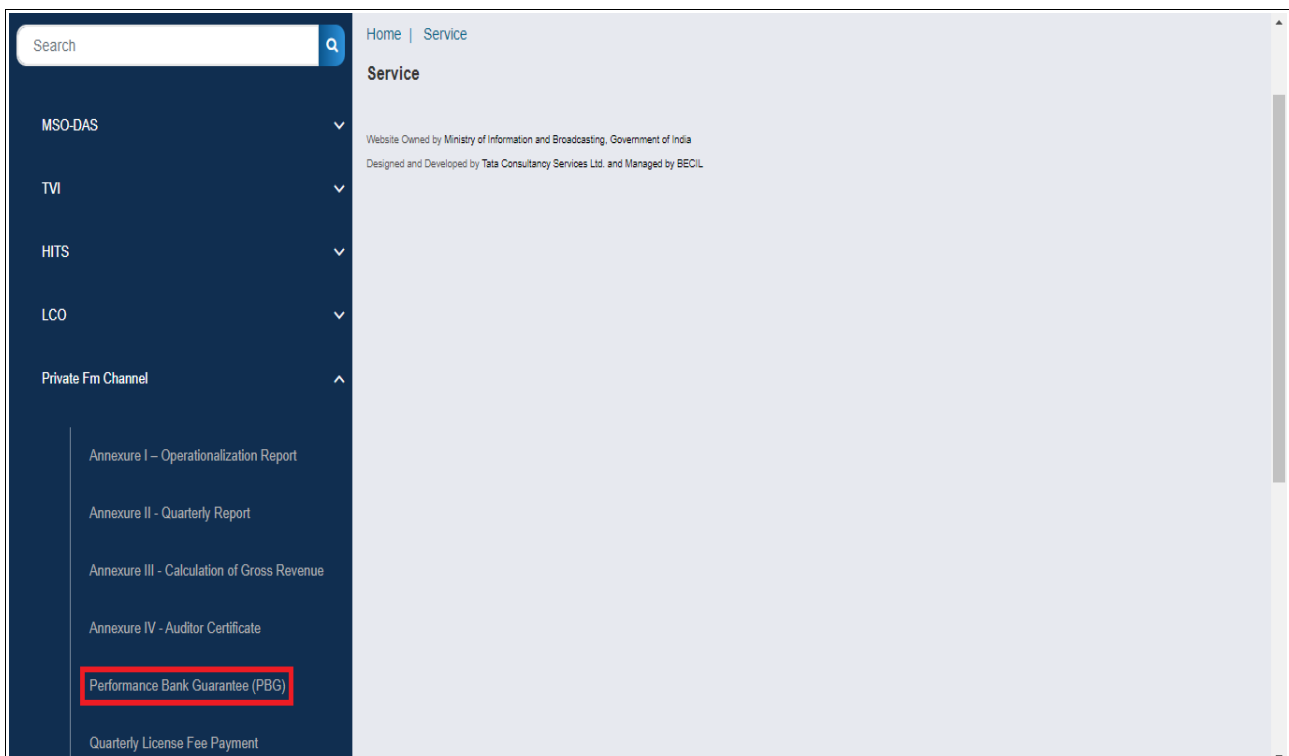 Search
MSO-DAS
TVI
HITS
LCO
Private Fm Channel
Annexure I – Operationalization Report
Annexure II - Quarterly Report
Annexure III - Calculation of Gross Revenue
Annexure IV - Auditor Certificate
Performance Bank Guarantee (PBG)
Quarterly License Fee Payment
Home | Service
Service
Website Owned by Ministry of Information and Broadcasting, Government of India
Designed and Developed by Tata Consultancy Services Ltd. and Managed by BECIL